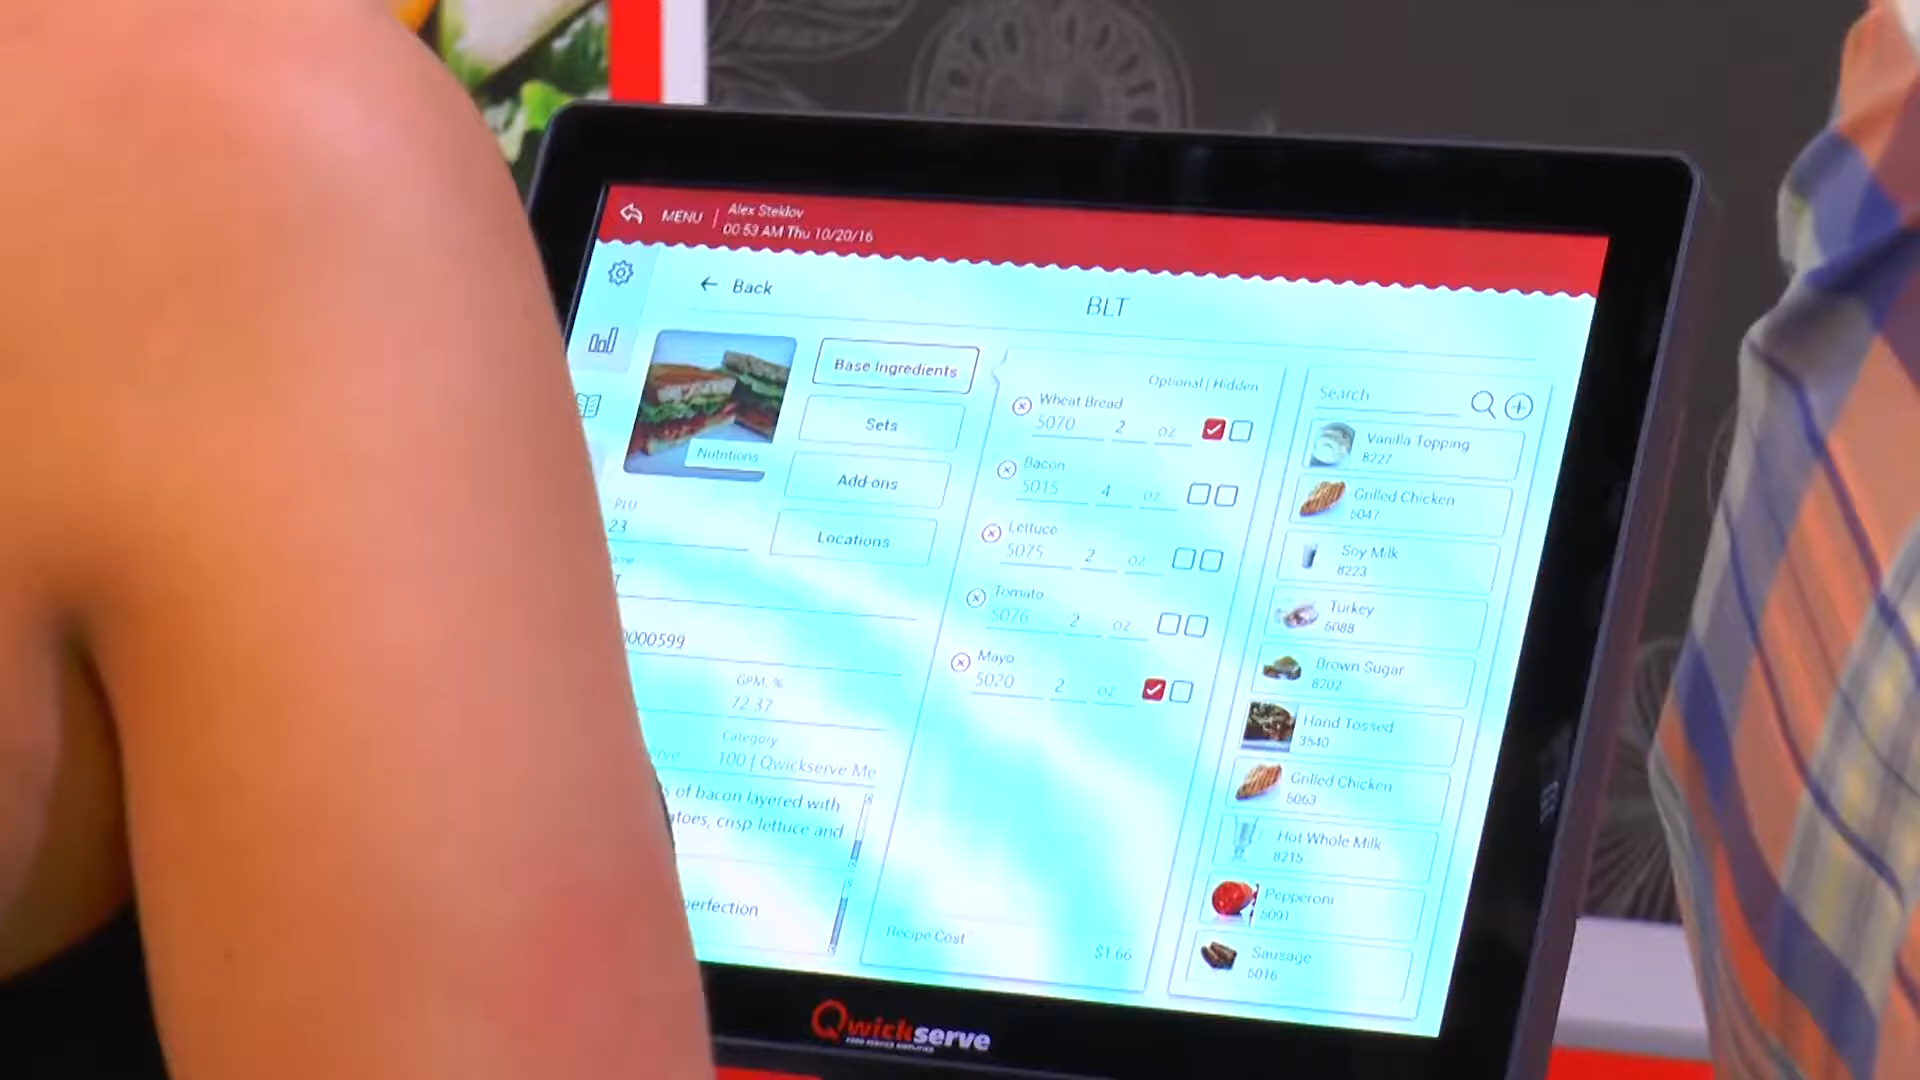 MENU
Alex Steklov
00:53 AM Thu 10/20/16
Back
BLT
Nutritions
Base Ingredients
Sets
Add-ons
Locations
PLU
23
0000599
GPM, %
72.37
Category
100 | Qwickserve Me
of bacon layered with
crisp lettuce and
perfection
Optional | Hidden
Wheat Bread
5070 2 oz
Bacon
5015 4 oz
Lettuce
5075 2 oz
Tomato
5076 2 oz
Mayo
5020 2 oz
Recipe Cost
$1.66
Search
Vanilla Topping
8227
Grilled Chicken
5047
Soy Milk
8223
Turkey
5088
Brown Sugar
8202
Hand Tossed
3540
Grilled Chicken
5063
Hot Whole Milk
8215
Pepperoni
5091
Sausage
5016
Qwickserve